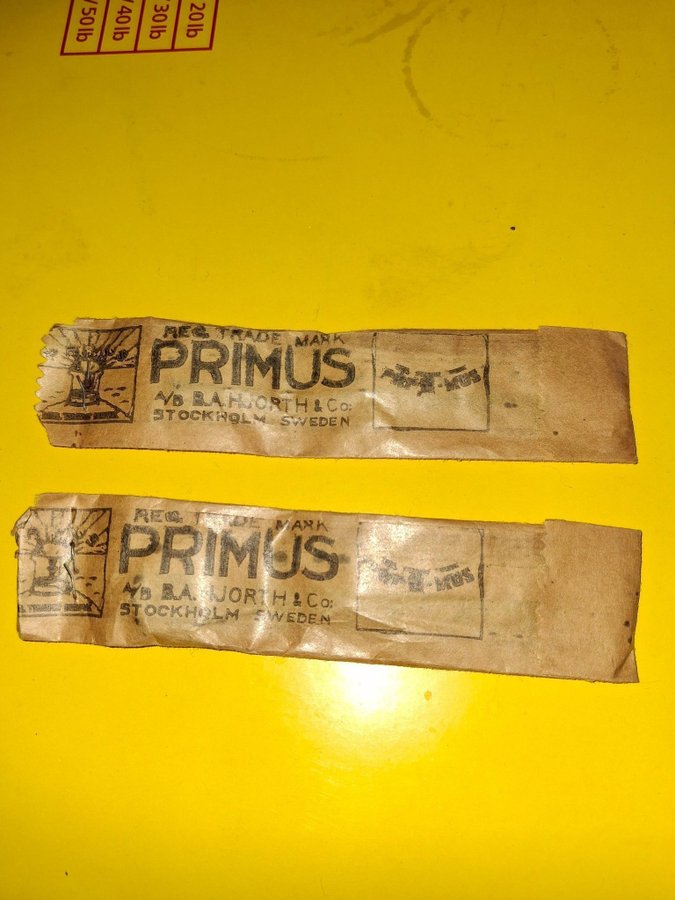 20lb
/30lb
/40lb
/50lb
REG. TRADE MARK
PRIMUS
A/B B.A. HJORTH & Co:
STOCKHOLM SWEDEN
REG. TRADE MARK
PRIMUS
A/B B.A. HJORTH & Co:
STOCKHOLM SWEDEN